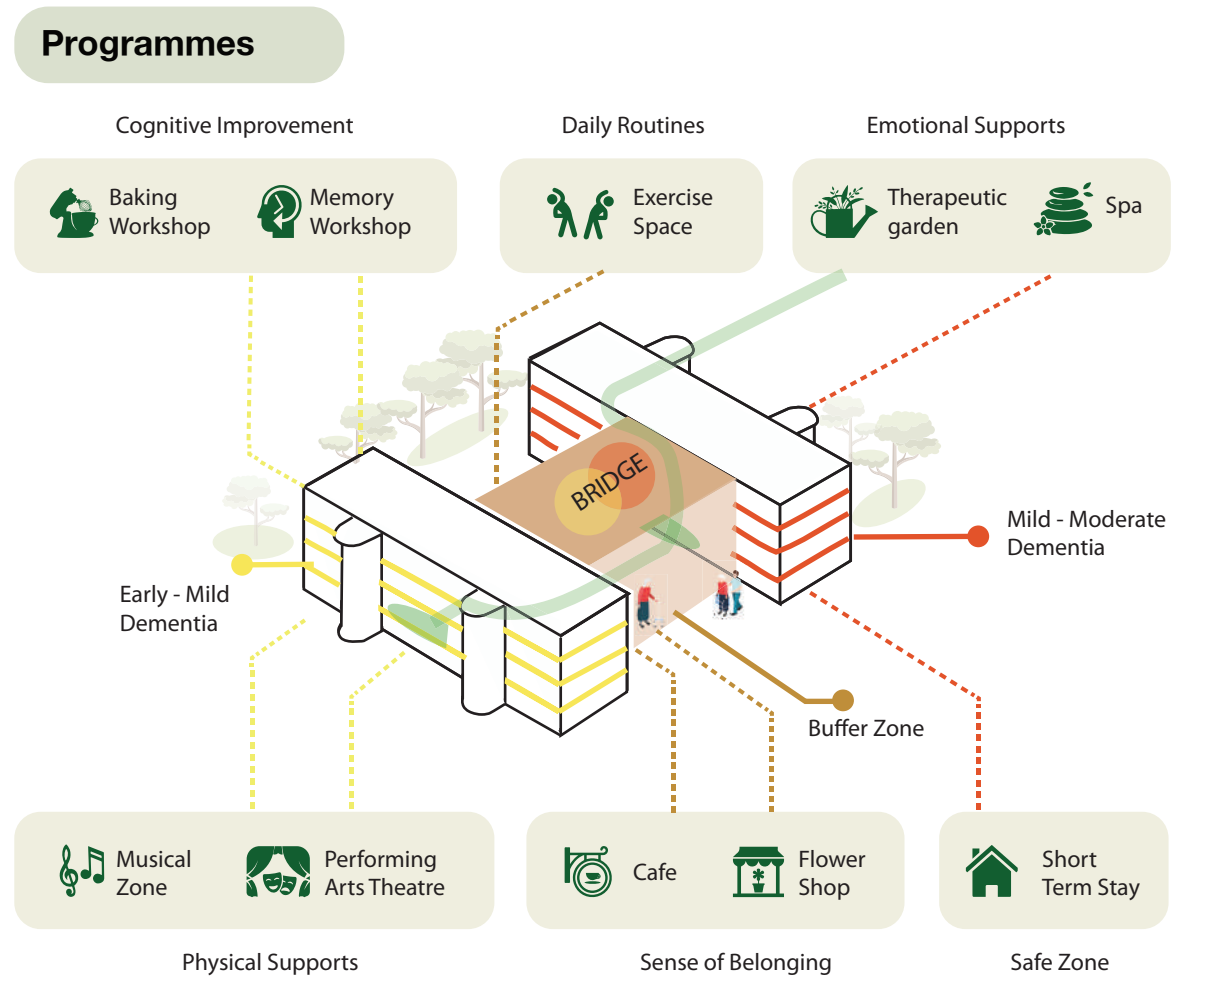 Programmes
Cognitive Improvement
Daily Routines
Emotional Supports
Baking
Workshop
Memory
Workshop
Exercise
Space
Therapeutic
garden
Spa
BRIDGE
Mild - Moderate
Dementia
Early - Mild
Dementia
Buffer Zone
Musical
Zone
Performing
Arts Theatre
Cafe
Flower
Shop
Short
Term Stay
Physical Supports
Sense of Belonging
Safe Zone